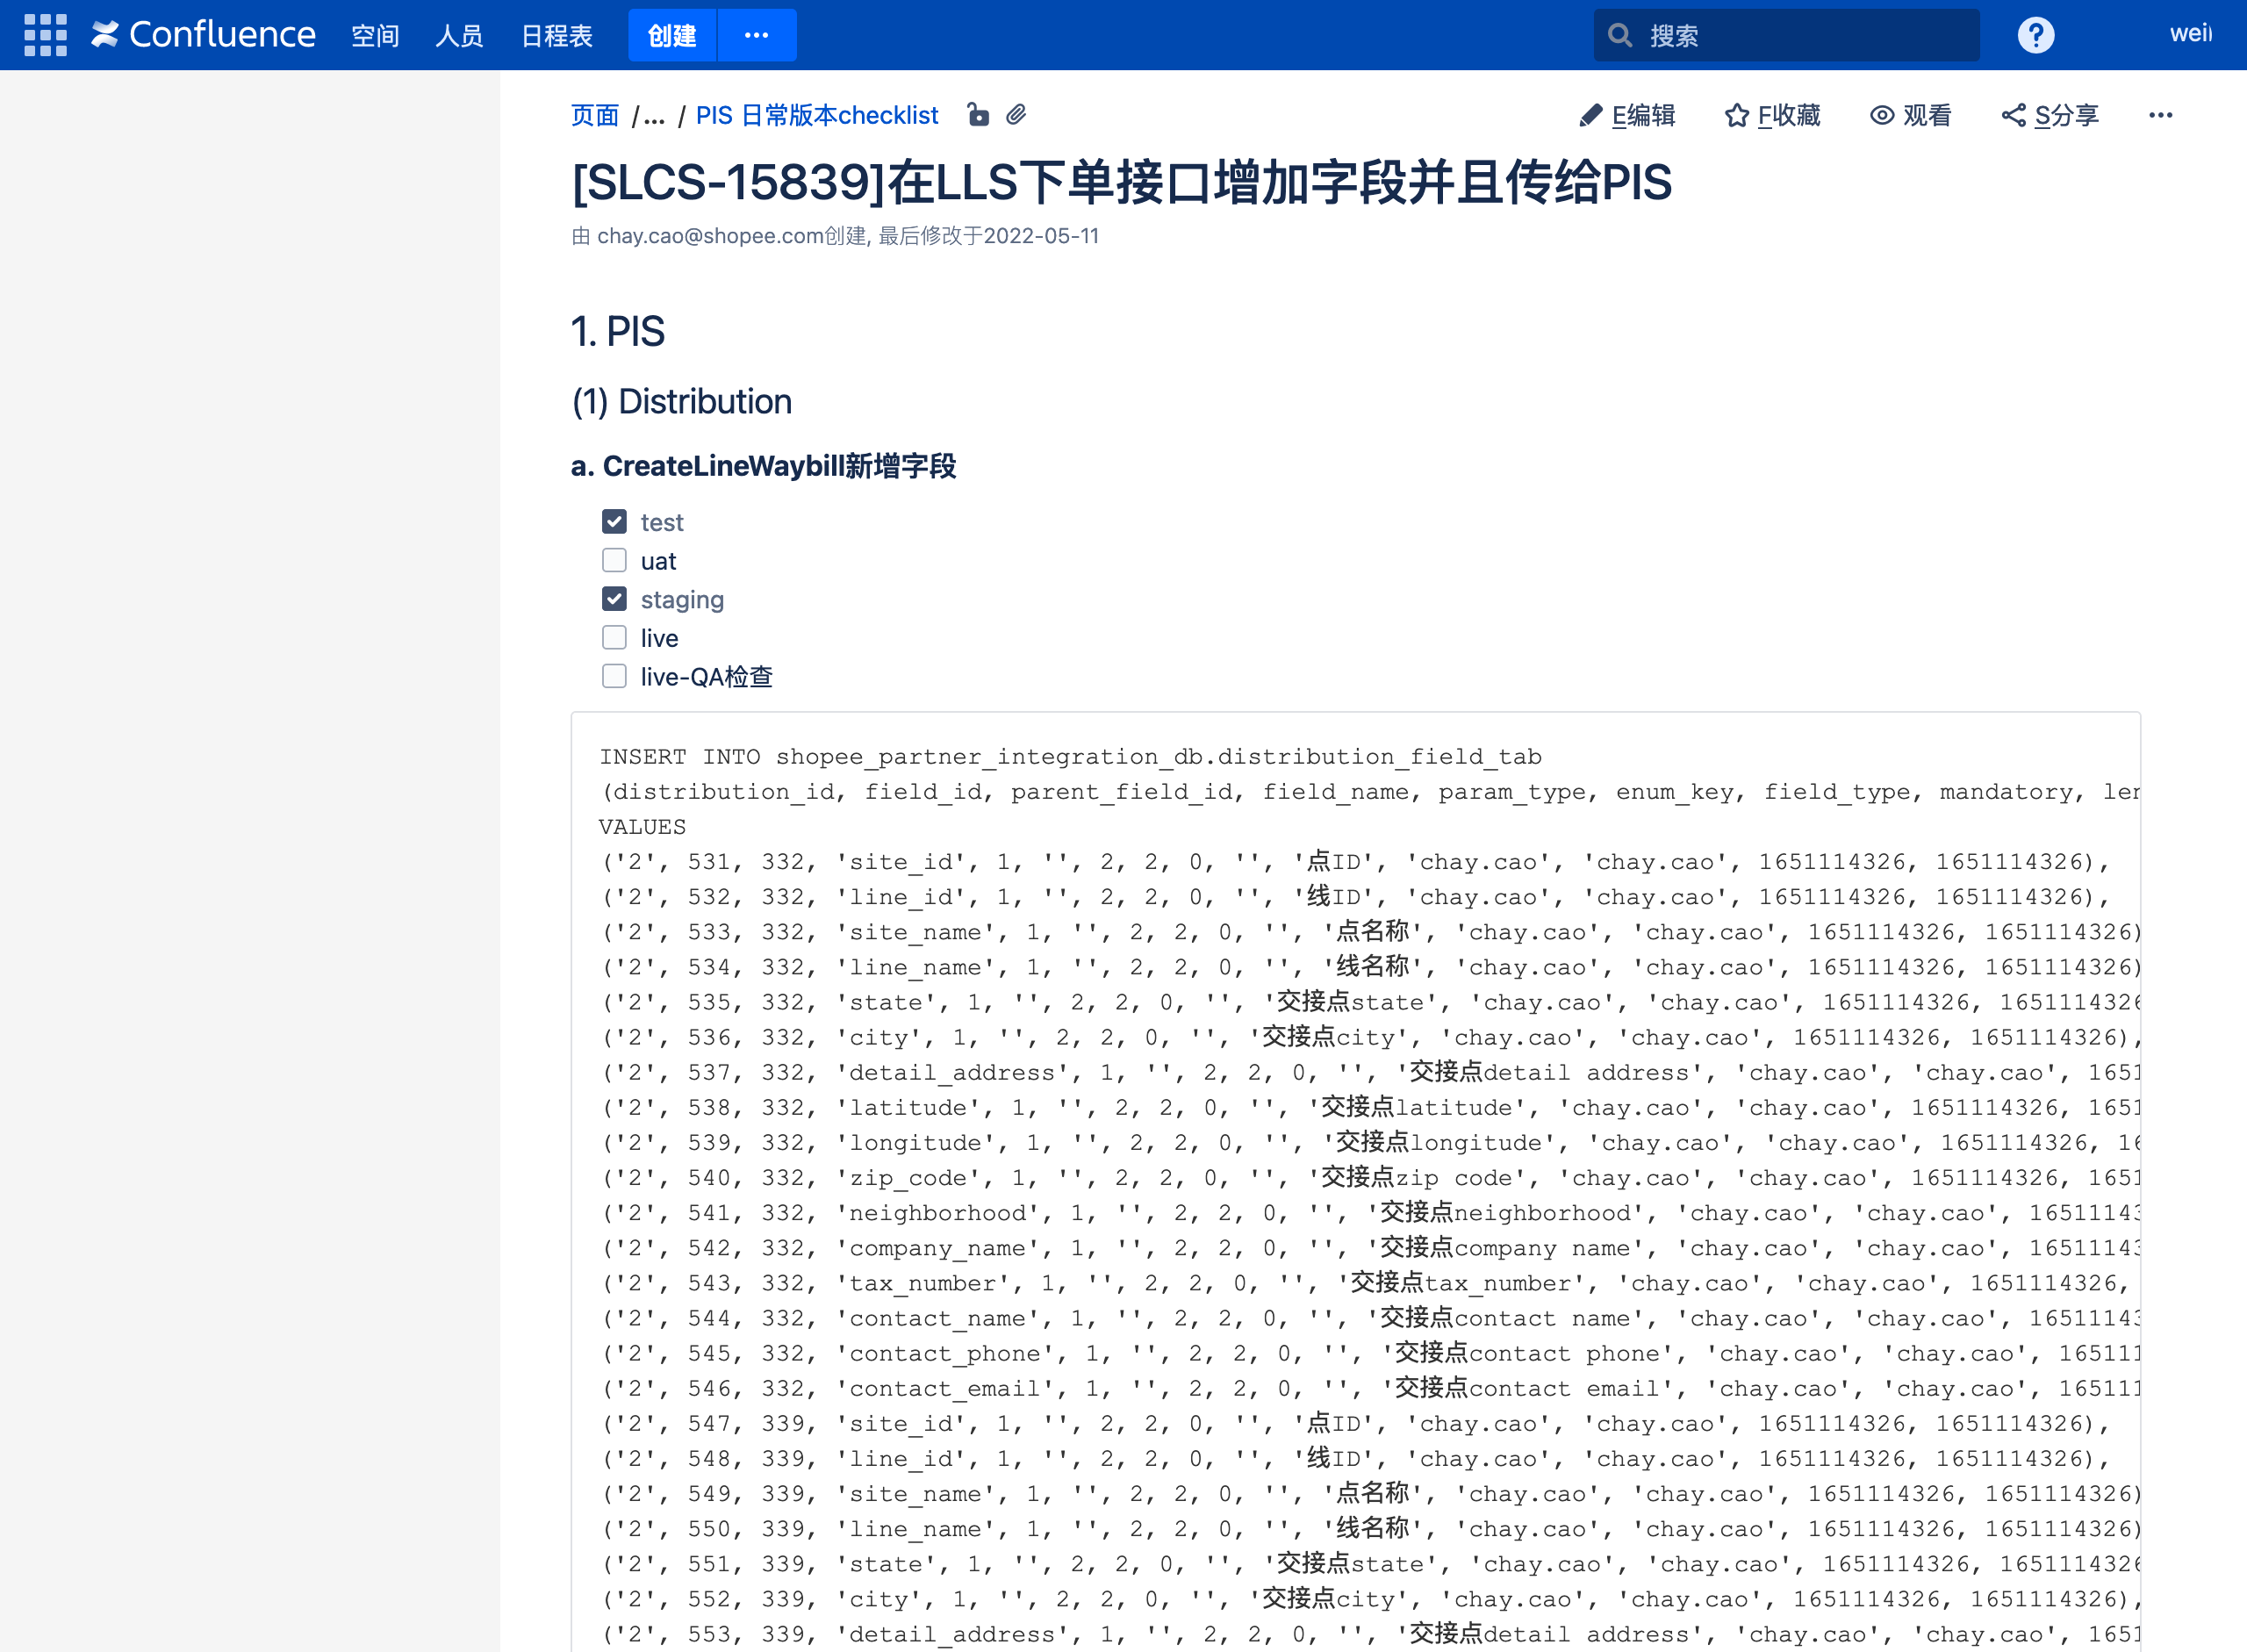 Confluence 空间 人员 日程表 创建 ··· 搜索 ? wei
页面 /... / PIS 日常版本checklist E编辑 F收藏 观看 S分享 ···
[SLCS-15839]在LLS下单接口增加字段并且传给PIS
由 chay.cao@shopee.com创建, 最后修改于2022-05-11
1. PIS
(1) Distribution
a. CreateLineWaybill新增字段
test
uat
staging
live
live-QA检查
INSERT INTO shopee_partner_integration_db.distribution_field_tab
(distribution_id, field_id, parent_field_id, field_name, param_type, enum_key, field_type, mandatory, ler
VALUES
('2', 531, 332, 'site_id', 1, '', 2, 2, 0, '', '点ID', 'chay.cao', 'chay.cao', 1651114326, 1651114326),
('2', 532, 332, 'line_id', 1, '', 2, 2, 0, '', '线ID', 'chay.cao', 'chay.cao', 1651114326, 1651114326),
('2', 533, 332, 'site_name', 1, '', 2, 2, 0, '', '点名称', 'chay.cao', 'chay.cao', 1651114326, 1651114326)
('2', 534, 332, 'line_name', 1, '', 2, 2, 0, '', '线名称', 'chay.cao', 'chay.cao', 1651114326, 1651114326)
('2', 535, 332, 'state', 1, '', 2, 2, 0, '', '交接点state', 'chay.cao', 'chay.cao', 1651114326, 1651114326
('2', 536, 332, 'city', 1, '', 2, 2, 0, '', '交接点city', 'chay.cao', 'chay.cao', 1651114326, 1651114326),
('2', 537, 332, 'detail_address', 1, '', 2, 2, 0, '', '交接点detail address', 'chay.cao', 'chay.cao', 1651
('2', 538, 332, 'latitude', 1, '', 2, 2, 0, '', '交接点latitude', 'chay.cao', 'chay.cao', 1651114326, 1651
('2', 539, 332, 'longitude', 1, '', 2, 2, 0, '', '交接点longitude', 'chay.cao', 'chay.cao', 1651114326, 16
('2', 540, 332, 'zip_code', 1, '', 2, 2, 0, '', '交接点zip code', 'chay.cao', 'chay.cao', 1651114326, 1651
('2', 541, 332, 'neighborhood', 1, '', 2, 2, 0, '', '交接点neighborhood', 'chay.cao', 'chay.cao', 16511143
('2', 542, 332, 'company_name', 1, '', 2, 2, 0, '', '交接点company name', 'chay.cao', 'chay.cao', 16511143
('2', 543, 332, 'tax_number', 1, '', 2, 2, 0, '', '交接点tax_number', 'chay.cao', 'chay.cao', 1651114326,
('2', 544, 332, 'contact_name', 1, '', 2, 2, 0, '', '交接点contact name', 'chay.cao', 'chay.cao', 16511143
('2', 545, 332, 'contact_phone', 1, '', 2, 2, 0, '', '交接点contact phone', 'chay.cao', 'chay.cao', 165111
('2', 546, 332, 'contact_email', 1, '', 2, 2, 0, '', '交接点contact email', 'chay.cao', 'chay.cao', 165111
('2', 547, 339, 'site_id', 1, '', 2, 2, 0, '', '点ID', 'chay.cao', 'chay.cao', 1651114326, 1651114326),
('2', 548, 339, 'line_id', 1, '', 2, 2, 0, '', '线ID', 'chay.cao', 'chay.cao', 1651114326, 1651114326),
('2', 549, 339, 'site_name', 1, '', 2, 2, 0, '', '点名称', 'chay.cao', 'chay.cao', 1651114326, 1651114326)
('2', 550, 339, 'line_name', 1, '', 2, 2, 0, '', '线名称', 'chay.cao', 'chay.cao', 1651114326, 1651114326)
('2', 551, 339, 'state', 1, '', 2, 2, 0, '', '交接点state', 'chay.cao', 'chay.cao', 1651114326, 1651114326
('2', 552, 339, 'city', 1, '', 2, 2, 0, '', '交接点city', 'chay.cao', 'chay.cao', 1651114326, 1651114326),
('2', 553, 339, 'detail_address', 1, '', 2, 2, 0, '', '交接点detail address', 'chay.cao', 'chay.cao', 1651